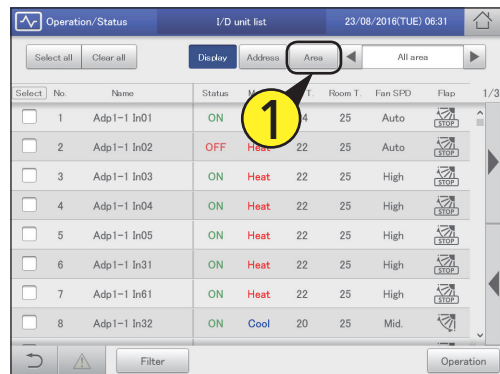 Operation/Status I/D unit list 23/08/2016(TUE) 06:31
Select all Clear all Display Address Area All area
Select No. Name Status T. Room T. Fan SPD Flap 1/3
1 Adp1-1 In01 ON 25 Auto STOP
2 Adp1-1 In02 OFF Heat 22 25 Auto STOP
3 Adp1-1 In03 ON Heat 22 25 High STOP
4 Adp1-1 In04 ON Heat 22 25 High STOP
5 Adp1-1 In05 ON Heat 22 25 High STOP
6 Adp1-1 In31 ON Heat 22 25 High STOP
7 Adp1-1 In61 ON Heat 22 25 High STOP
8 Adp1-1 In32 ON Cool 20 25 Mid.
Filter Operation
1